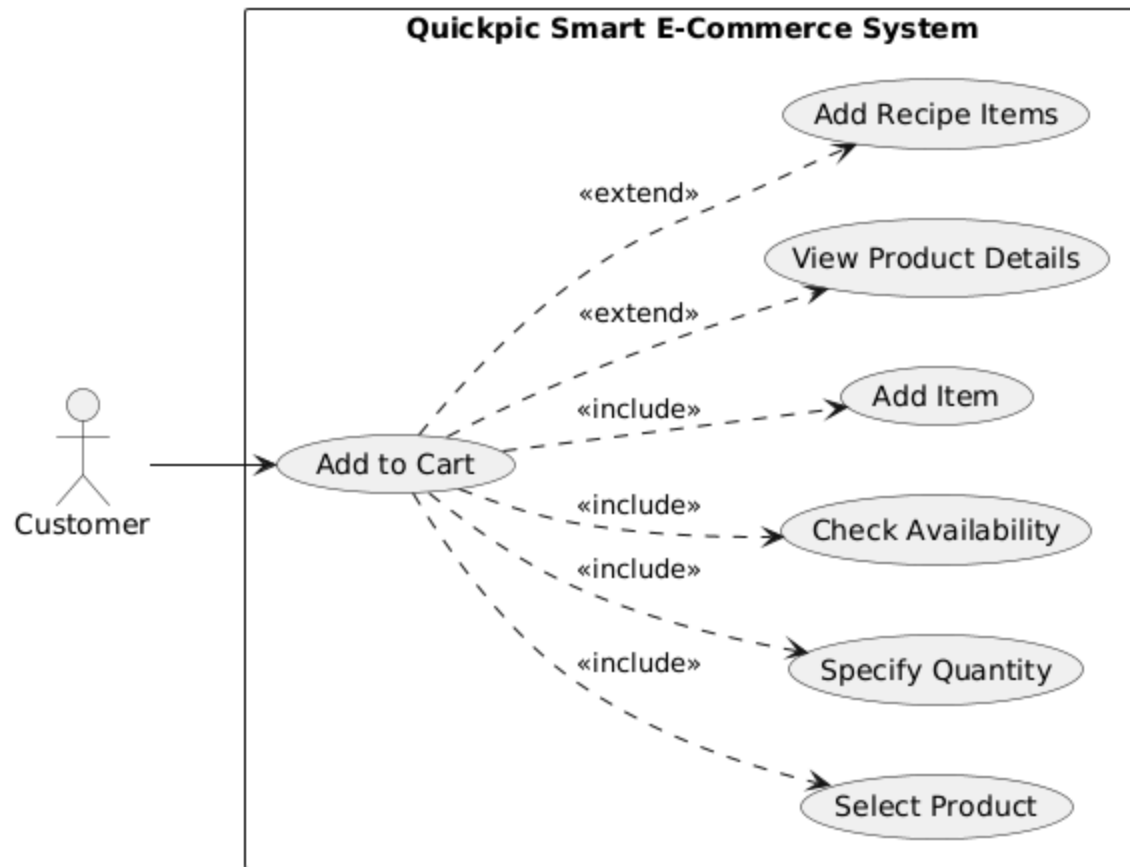 Quickpic Smart E-Commerce System
Add Recipe Items
«extend»
View Product Details
«extend»
Add Item
«include»
Add to Cart
Customer
«include»
Check Availability
«include»
Specify Quantity
«include»
Select Product